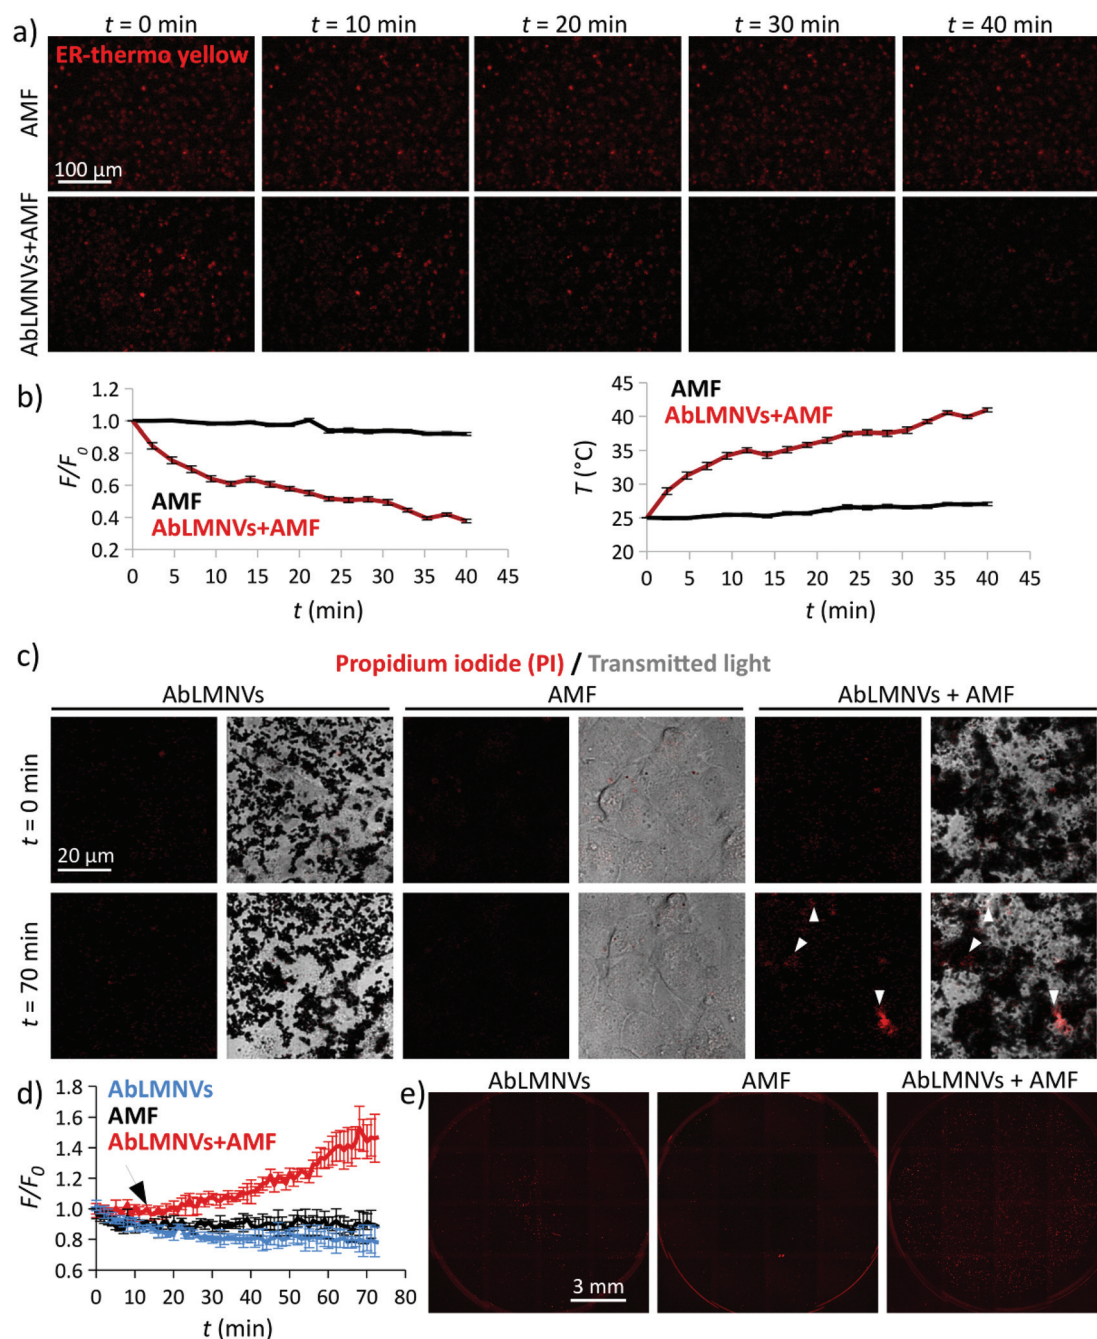 a)
t = 0 min
t = 10 min
t = 20 min
t = 30 min
t = 40 min
ER-thermo yellow
AMF
100 µm
AbLMNVs+AMF
b)
1.2
1.0
0.8
0.6
0.4
0.2
F/F0
AMF
AbLMNVs+AMF
0 5 10 15 20 25 30 35 40 45
t (min)
45
40
35
30
25
20
T (°C)
AMF
AbLMNVs+AMF
0 5 10 15 20 25 30 35 40 45
t (min)
c)
Propidium iodide (PI) / Transmitted light
AbLMNVs
AMF
AbLMNVs + AMF
t = 0 min
20 µm
t = 70 min
d)
1.8
1.6
1.4
1.2
1.0
0.8
0.6
F/F0
AbLMNVs
AMF
AbLMNVs+AMF
0 10 20 30 40 50 60 70 80
t (min)
e)
AbLMNVs
AMF
AbLMNVs + AMF
3 mm